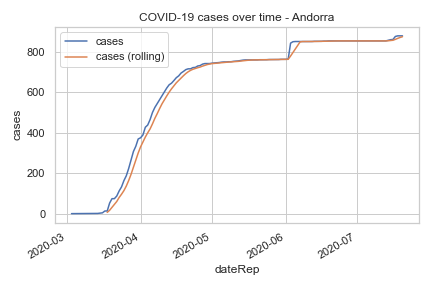 COVID-19 cases over time - Andorra
cases
cases (rolling)
800
600
400
200
0
cases
2020-03
2020-04
2020-05
2020-06
2020-07
dateRep